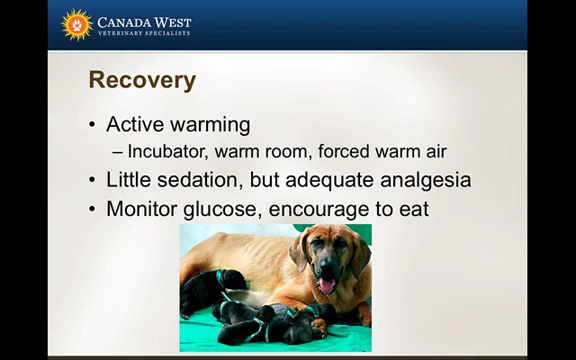 CANADA WEST
VETERINARY SPECIALISTS
Recovery
• Active warming
– Incubator, warm room, forced warm air
• Little sedation, but adequate analgesia
• Monitor glucose, encourage to eat